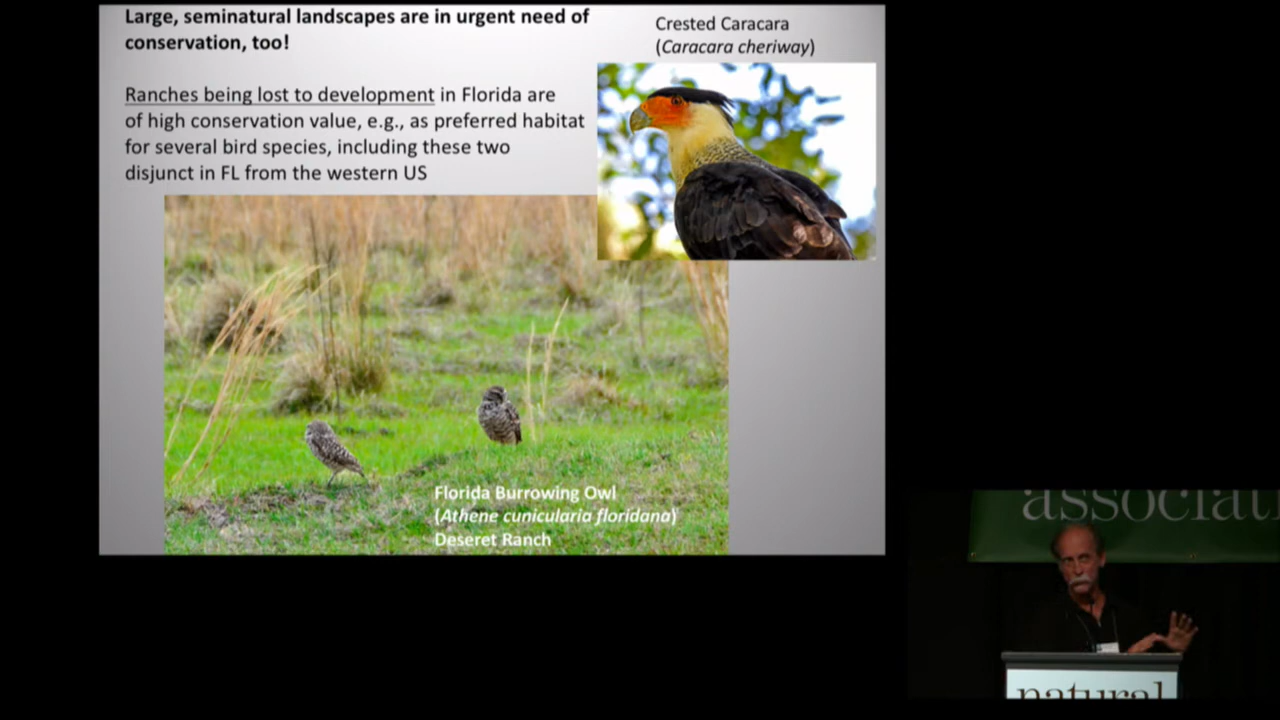 Large, seminatural landscapes are in urgent need of
conservation, too!
Ranches being lost to development in Florida are
of high conservation value, e.g., as preferred habitat
for several bird species, including these two
disjunct in FL from the western US
Crested Caracara
(Caracara cheriway)
Florida Burrowing Owl
(Athene cunicularia floridana)
Deseret Ranch
associati
natural